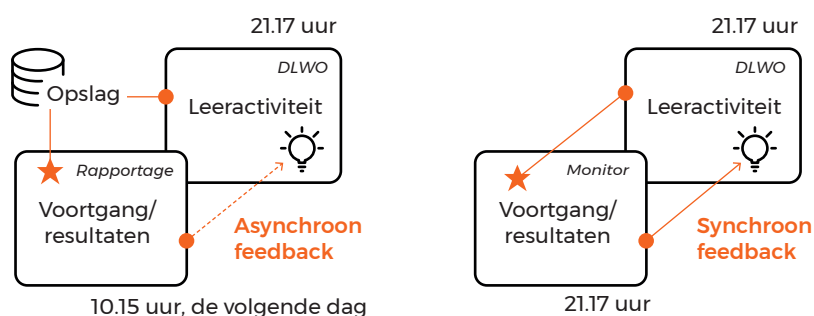 21.17 uur
DLWO
Opslag
Leeractiviteit
Rapportage
Voortgang/
resultaten
Asynchroon
feedback
10.15 uur, de volgende dag
21.17 uur
DLWO
Leeractiviteit
Monitor
Voortgang/
resultaten
Synchroon
feedback
21.17 uur